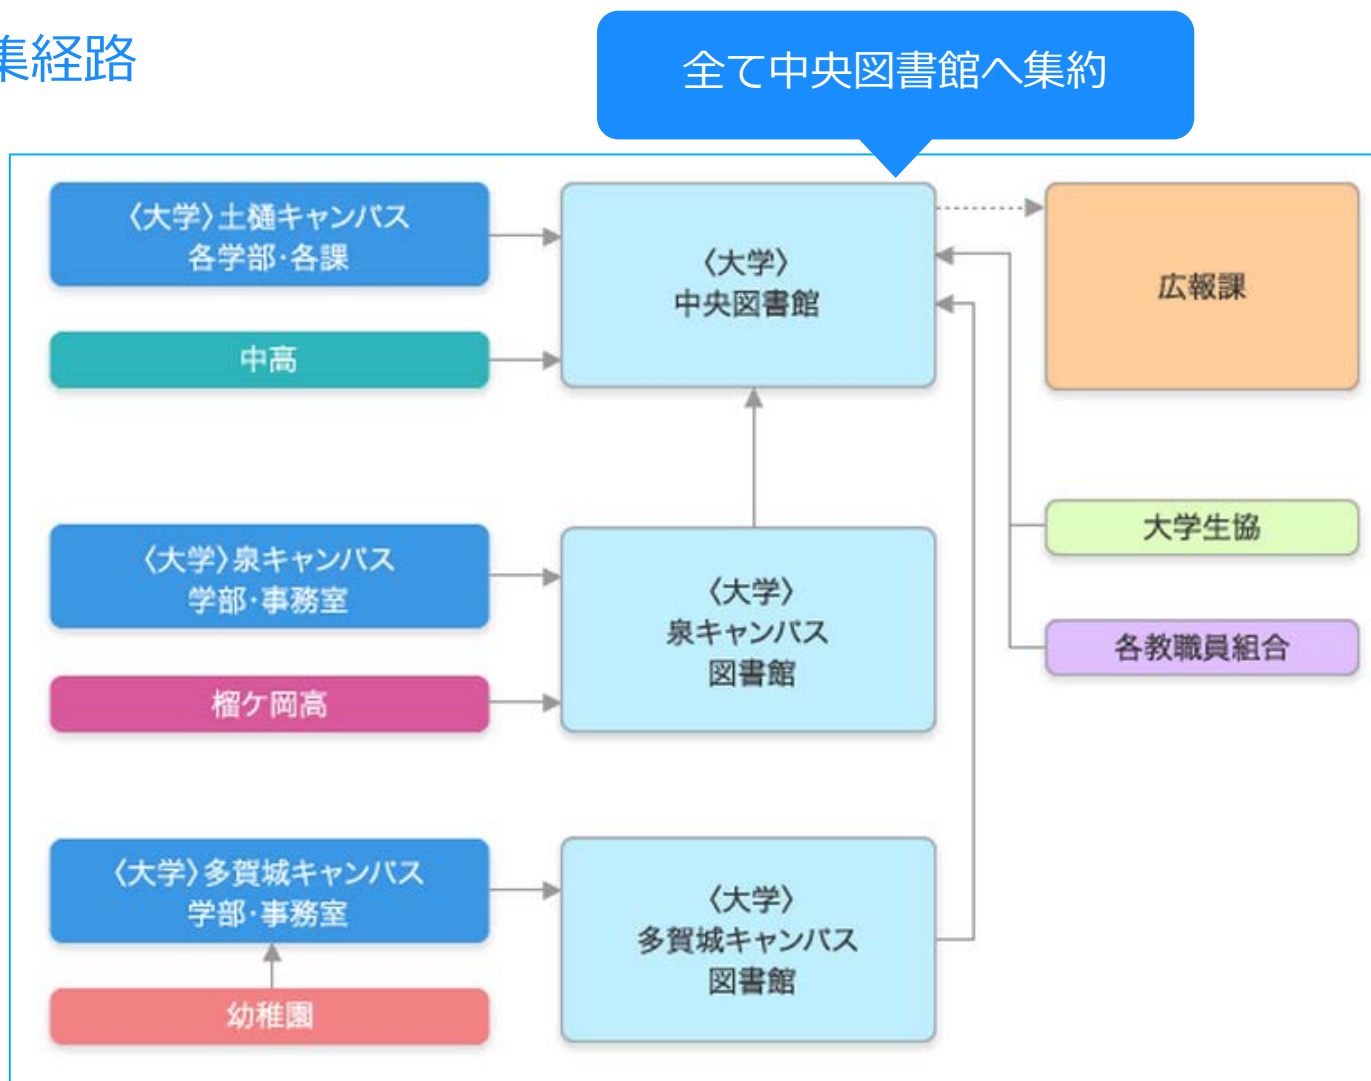 集経路
全て中央図書館へ集約
〈大学〉土樋キャンパス
各学部・各課
中高
〈大学〉
中央図書館
広報課
〈大学〉泉キャンパス
学部・事務室
榴ケ岡高
〈大学〉
泉キャンパス
図書館
大学生協
各教職員組合
〈大学〉多賀城キャンパス
学部・事務室
幼稚園
〈大学〉
多賀城キャンパス
図書館